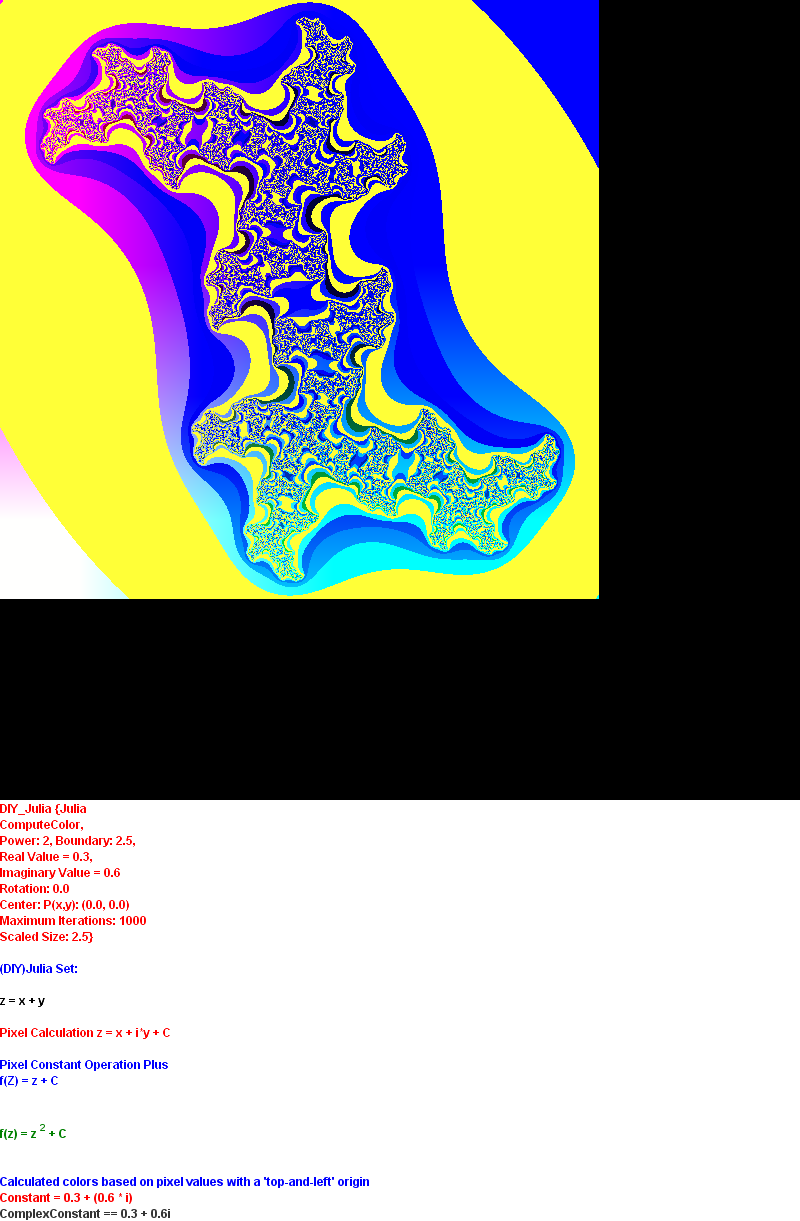 DIY_Julia {Julia
ComputeColor,
Power: 2, Boundary: 2.5,
Real Value = 0.3,
Imaginary Value = 0.6
Rotation: 0.0
Center: P(x,y): (0.0, 0.0)
Maximum Iterations: 1000
Scaled Size: 2.5}
(DIY)Julia Set:
z = x + y
Pixel Calculation z = x + i*y + C
Pixel Constant Operation Plus
f(Z) = z + C
f(z) = z 2 + C
Calculated colors based on pixel values with a 'top-and-left' origin
Constant = 0.3 + (0.6 * i)
ComplexConstant == 0.3 + 0.6i